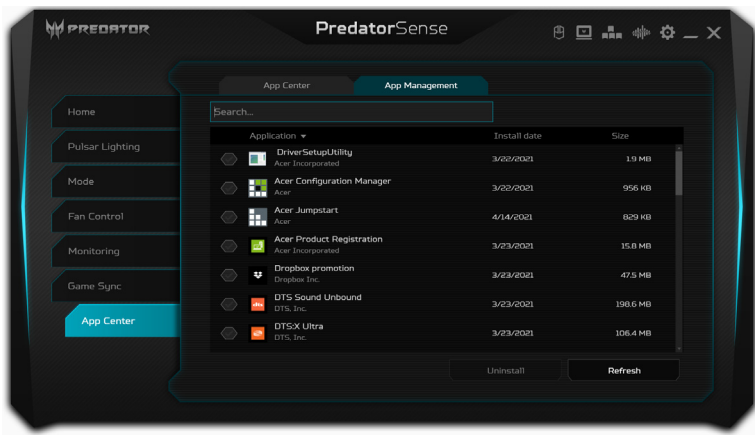 PREDATOR
PredatorSense
App Center
App Management
Home
Pulsar Lighting
Mode
Fan Control
Monitoring
Game Sync
App Center
Search...
Application Install date Size
DriverSetupUtility
Acer Incorporated
3/22/2021 1.9 MB
Acer Configuration Manager
Acer
3/22/2021 956 KB
Acer Jumpstart
Acer
4/14/2021 829 KB
Acer Product Registration
Acer Incorporated
3/23/2021 15.8 MB
Dropbox promotion
Dropbox Inc.
3/23/2021 47.5 MB
DTS Sound Unbound
DTS, Inc.
3/23/2021 198.6 MB
DTS:X Ultra
DTS, Inc.
3/23/2021 106.4 MB
Uninstall
Refresh